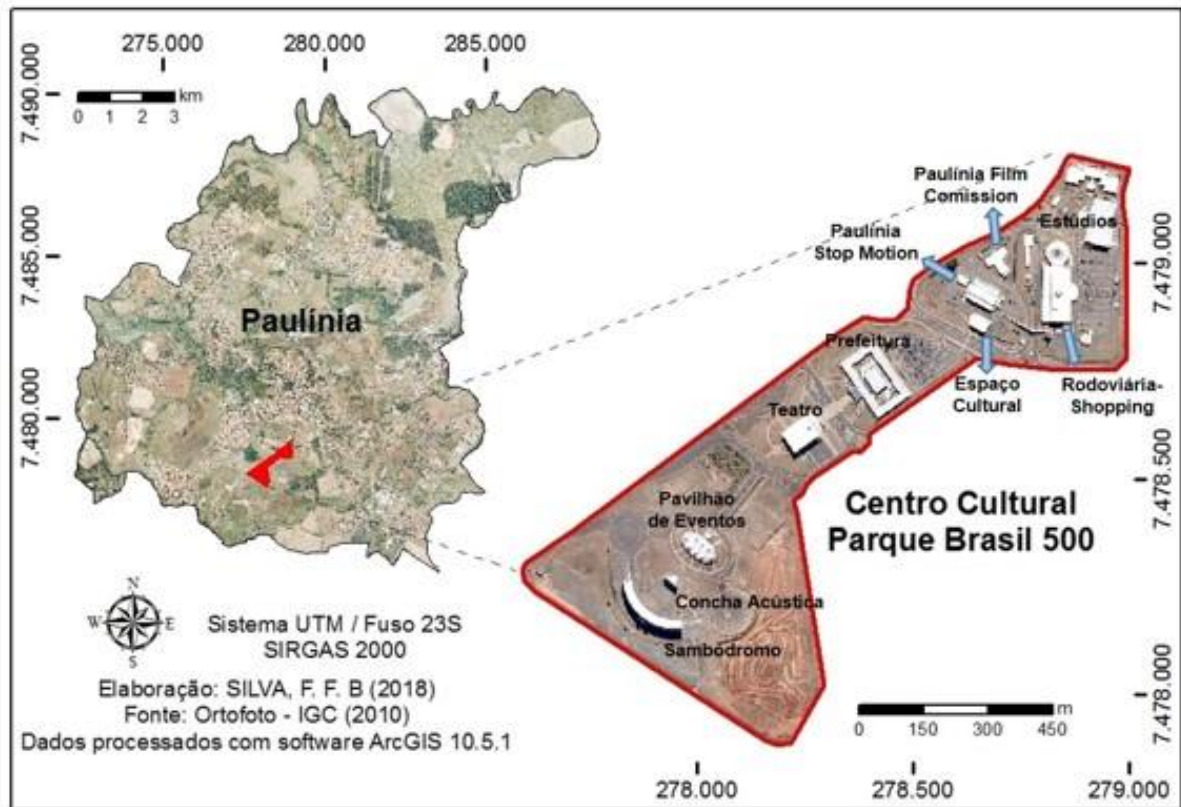 275.000
280.000
285.000
7.490.000
7.485.000
7.480.000
0 1 2 3 km
Paulínia
N
W E
S
Sistema UTM / Fuso 23S
SIRGAS 2000
Elaboração: SILVA, F. F. B (2018)
Fonte: Ortofoto - IGC (2010)
Dados processados com software ArcGIS 10.5.1
Paulínia Film
Comission
Estúdios
Paulínia
Stop Motion
Prefeitura
Espaço
Cultural
Rodoviária-
Shopping
Teatro
Pavilhão
de Eventos
Centro Cultural
Parque Brasil 500
Concha Acústica
Sambódromo
7.479.000
7.478.500
7.478.000
0 150 300 450 m
278.000
278.500
279.000